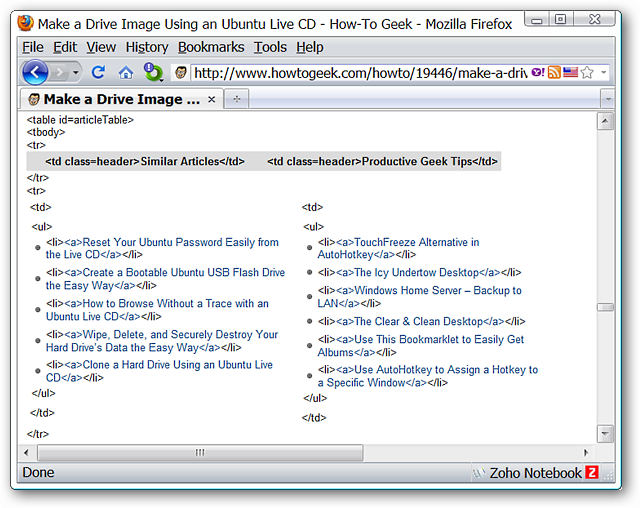 Make a Drive Image Using an Ubuntu Live CD - How-To Geek - Mozilla Firefox
File Edit View History Bookmarks Tools Help
http://www.howtogeek.com/howto/19446/make-a-driv
Make a Drive Image ...
<table id=articleTable>
<tbody>
<tr>
<td class=header>Similar Articles</td> <td class=header>Productive Geek Tips</td>
</tr>
<tr>
<td>
<ul>
<li><a>Reset Your Ubuntu Password Easily from
the Live CD</a></li>
<li><a>Create a Bootable Ubuntu USB Flash Drive
the Easy Way</a></li>
<li><a>How to Browse Without a Trace with an
Ubuntu Live CD</a></li>
<li><a>Wipe, Delete, and Securely Destroy Your
Hard Drive's Data the Easy Way</a></li>
<li><a>Clone a Hard Drive Using an Ubuntu Live
CD</a></li>
</ul>
</td>
<td>
<ul>
<li><a>TouchFreeze Alternative in
AutoHotkey</a></li>
<li><a>The Icy Undertow Desktop</a></li>
<li><a>Windows Home Server – Backup to
LAN</a></li>
<li><a>The Clear & Clean Desktop</a></li>
<li><a>Use This Bookmarklet to Easily Get
Albums</a></li>
<li><a>Use AutoHotkey to Assign a Hotkey to
a Specific Window</a></li>
</ul>
</td>
</tr>
Done
Zoho Notebook 2